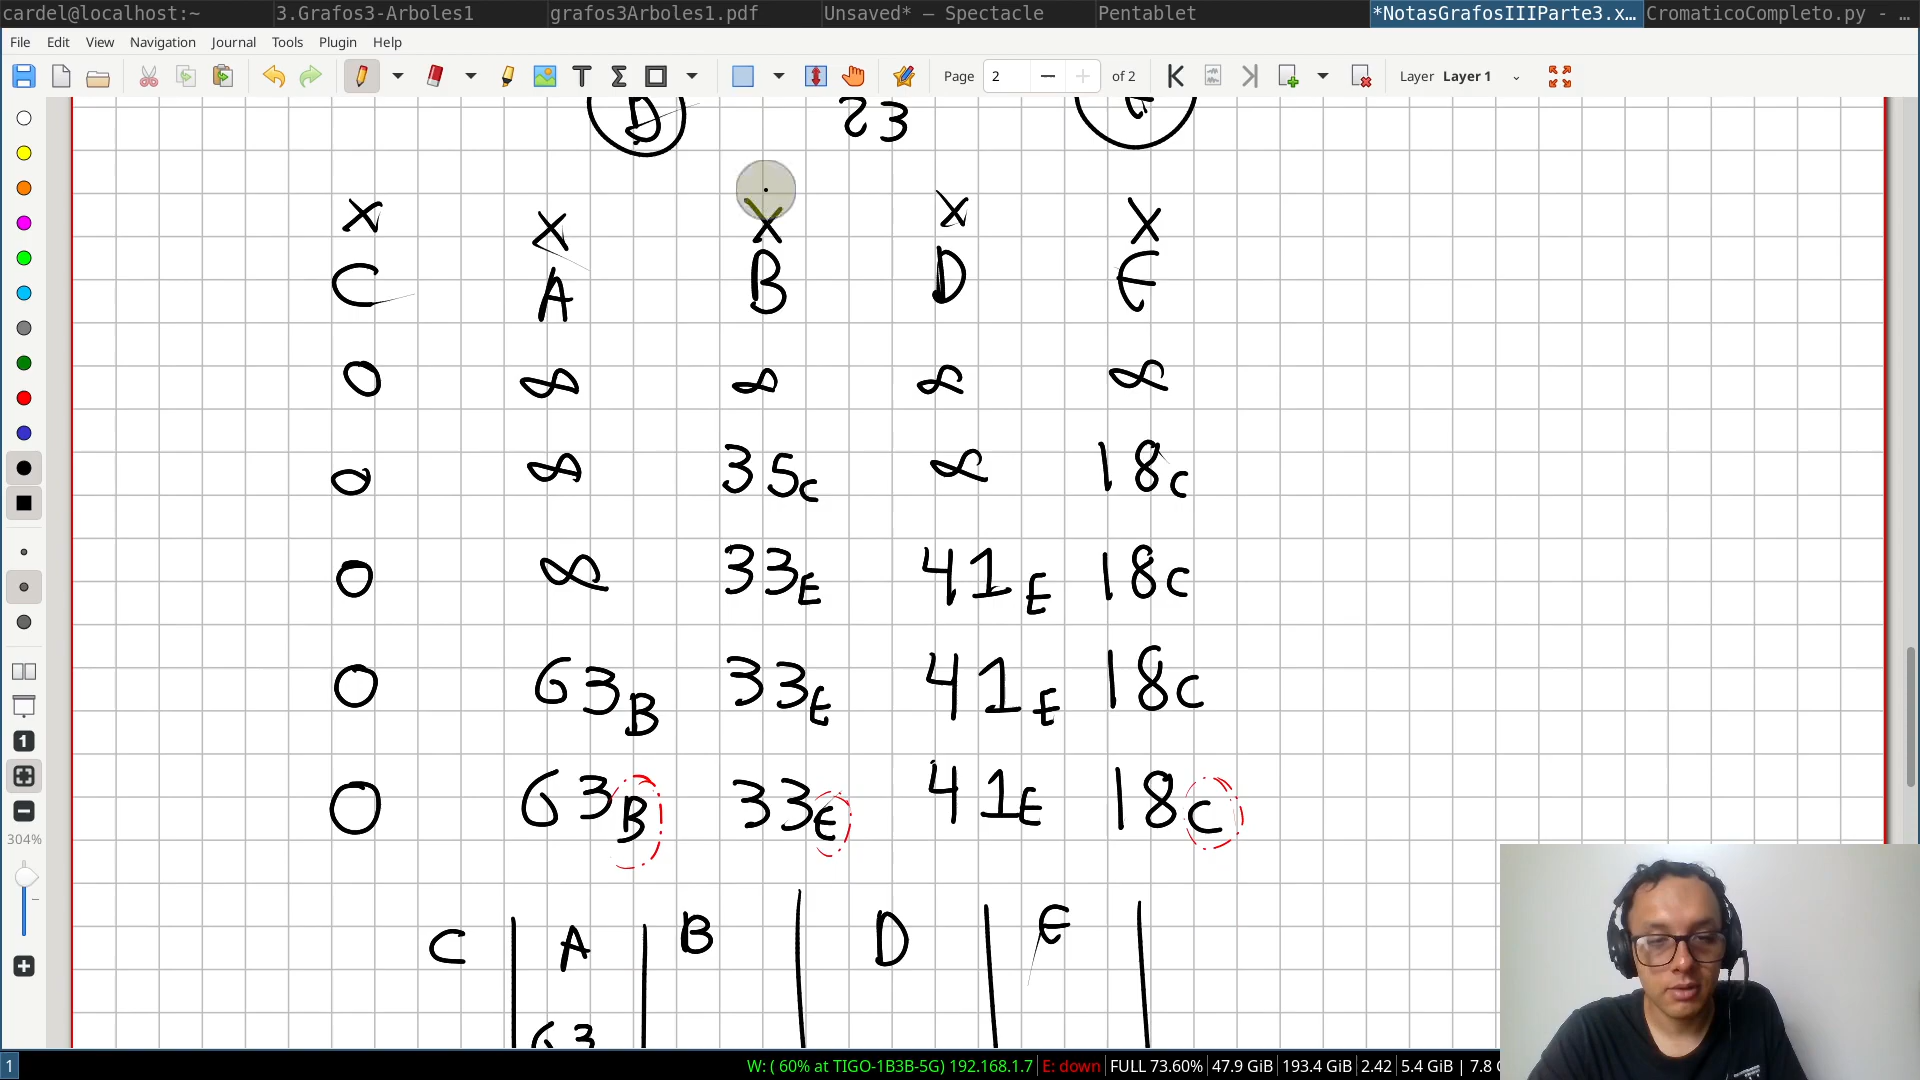 cardel@localhost:~ 3.Grafos3-Arboles1 grafos3Arboles1.pdf Unsaved* — Spectacle Pentablet *NotasGrafosIIIParte3.x… CromaticoCompleto.py - …
File Edit View Navigation Journal Tools Plugin Help
Page 2 of 2 Layer Layer 1
D 23
X X X X X
C A B D E
0 ∞ ∞ ∞ ∞
0 ∞ 35C ∞ 18C
0 ∞ 33E 41E 18C
0 63B 33E 41E 18C
0 63B 33E 41E 18C
C A B D E
63
1
304%
1 W: ( 60% at TIGO-1B3B-5G) 192.168.1.7 E: down FULL 73.60% 47.9 GiB 193.4 GiB 2.42 5.4 GiB | 7.8